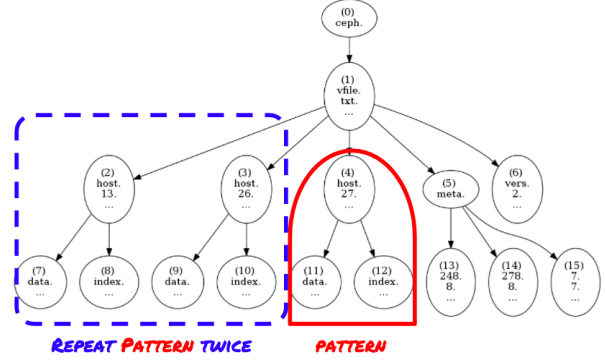 (0)
ceph.
(1)
vfile.
txt.
...
(2)
host.
13.
...
(3)
host.
26.
...
(4)
host.
27.
...
(5)
meta.
(6)
vers.
2.
...
(7)
data.
...
(8)
index.
...
(9)
data.
...
(10)
index.
...
(11)
data.
...
(12)
index.
...
(13)
248.
8.
...
(14)
278.
8.
...
(15)
7.
7.
...
REPEAT PATTERN TWICE
PATTERN